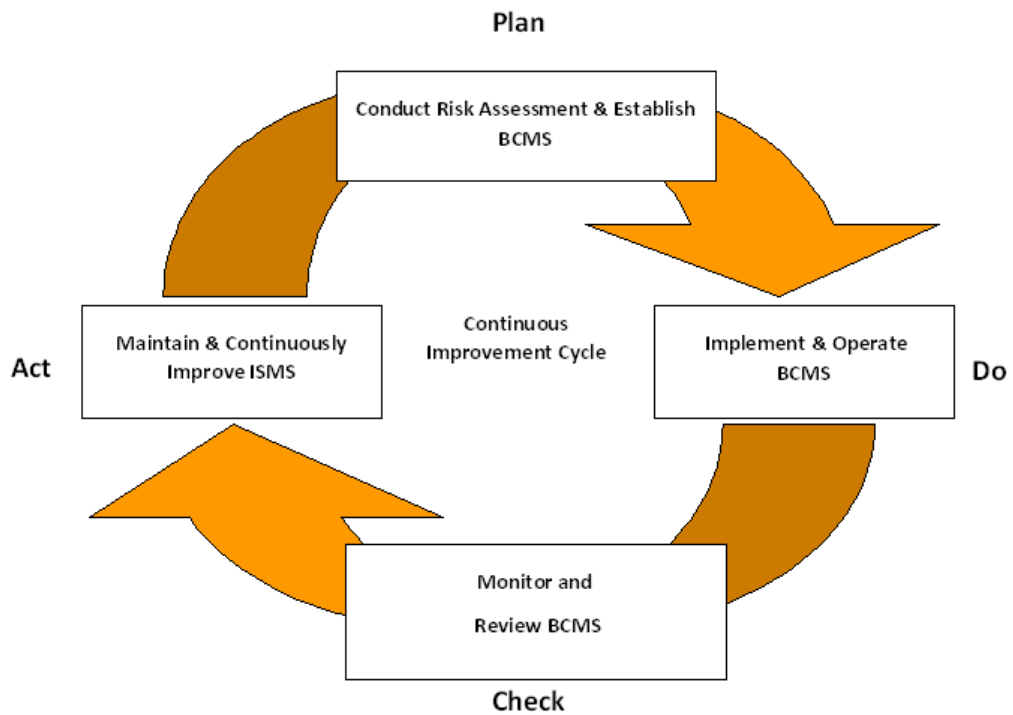 Plan
Conduct Risk Assessment & Establish
BCMS
Continuous
Improvement Cycle
Maintain & Continuously
Improve ISMS
Act
Implement & Operate
BCMS
Do
Monitor and
Review BCMS
Check